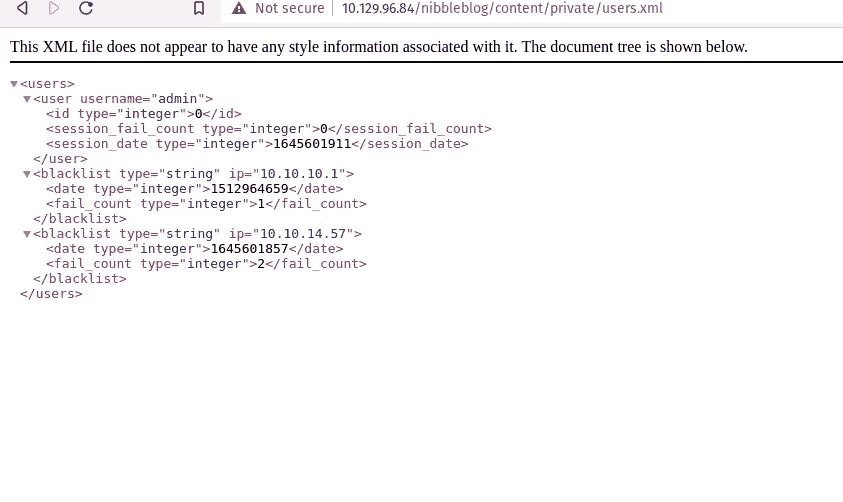 Not secure 10.129.96.84/nibbleblog/content/private/users.xml
This XML file does not appear to have any style information associated with it. The document tree is shown below.
<users>
<user username="admin">
<id type="integer">0</id>
<session_fail_count type="integer">0</session_fail_count>
<session_date type="integer">1645601911</session_date>
</user>
<blacklist type="string" ip="10.10.10.1">
<date type="integer">1512964659</date>
<fail_count type="integer">1</fail_count>
</blacklist>
<blacklist type="string" ip="10.10.14.57">
<date type="integer">1645601857</date>
<fail_count type="integer">2</fail_count>
</blacklist>
</users>